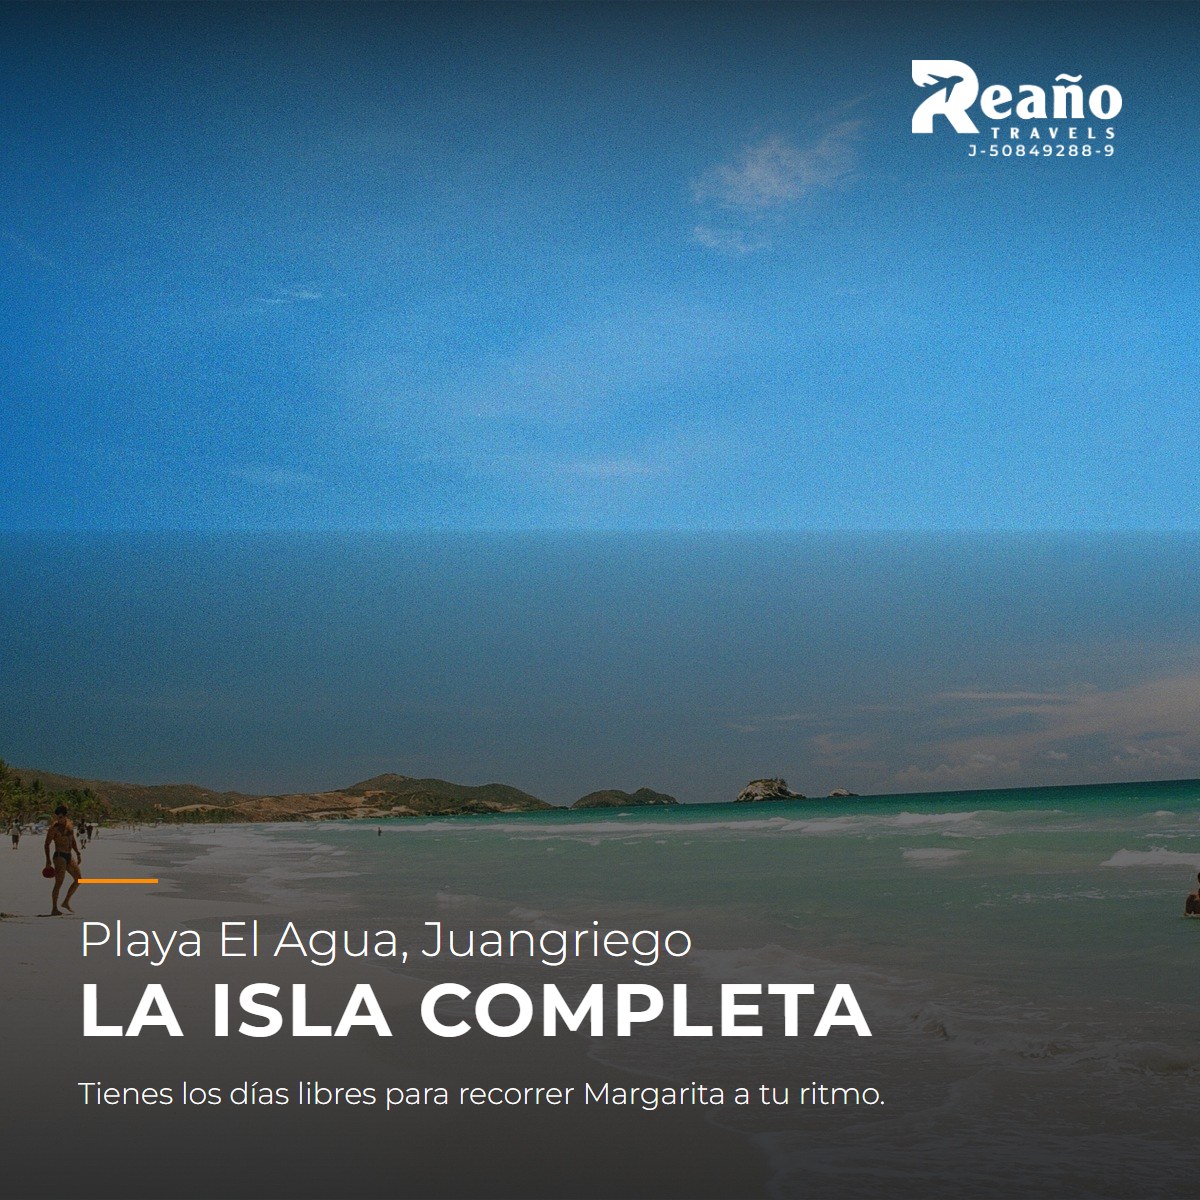 Reaño
TRAVELS
J-50849288-9
Playa El Agua, Juangriego
LA ISLA COMPLETA
Tienes los días libres para recorrer Margarita a tu ritmo.